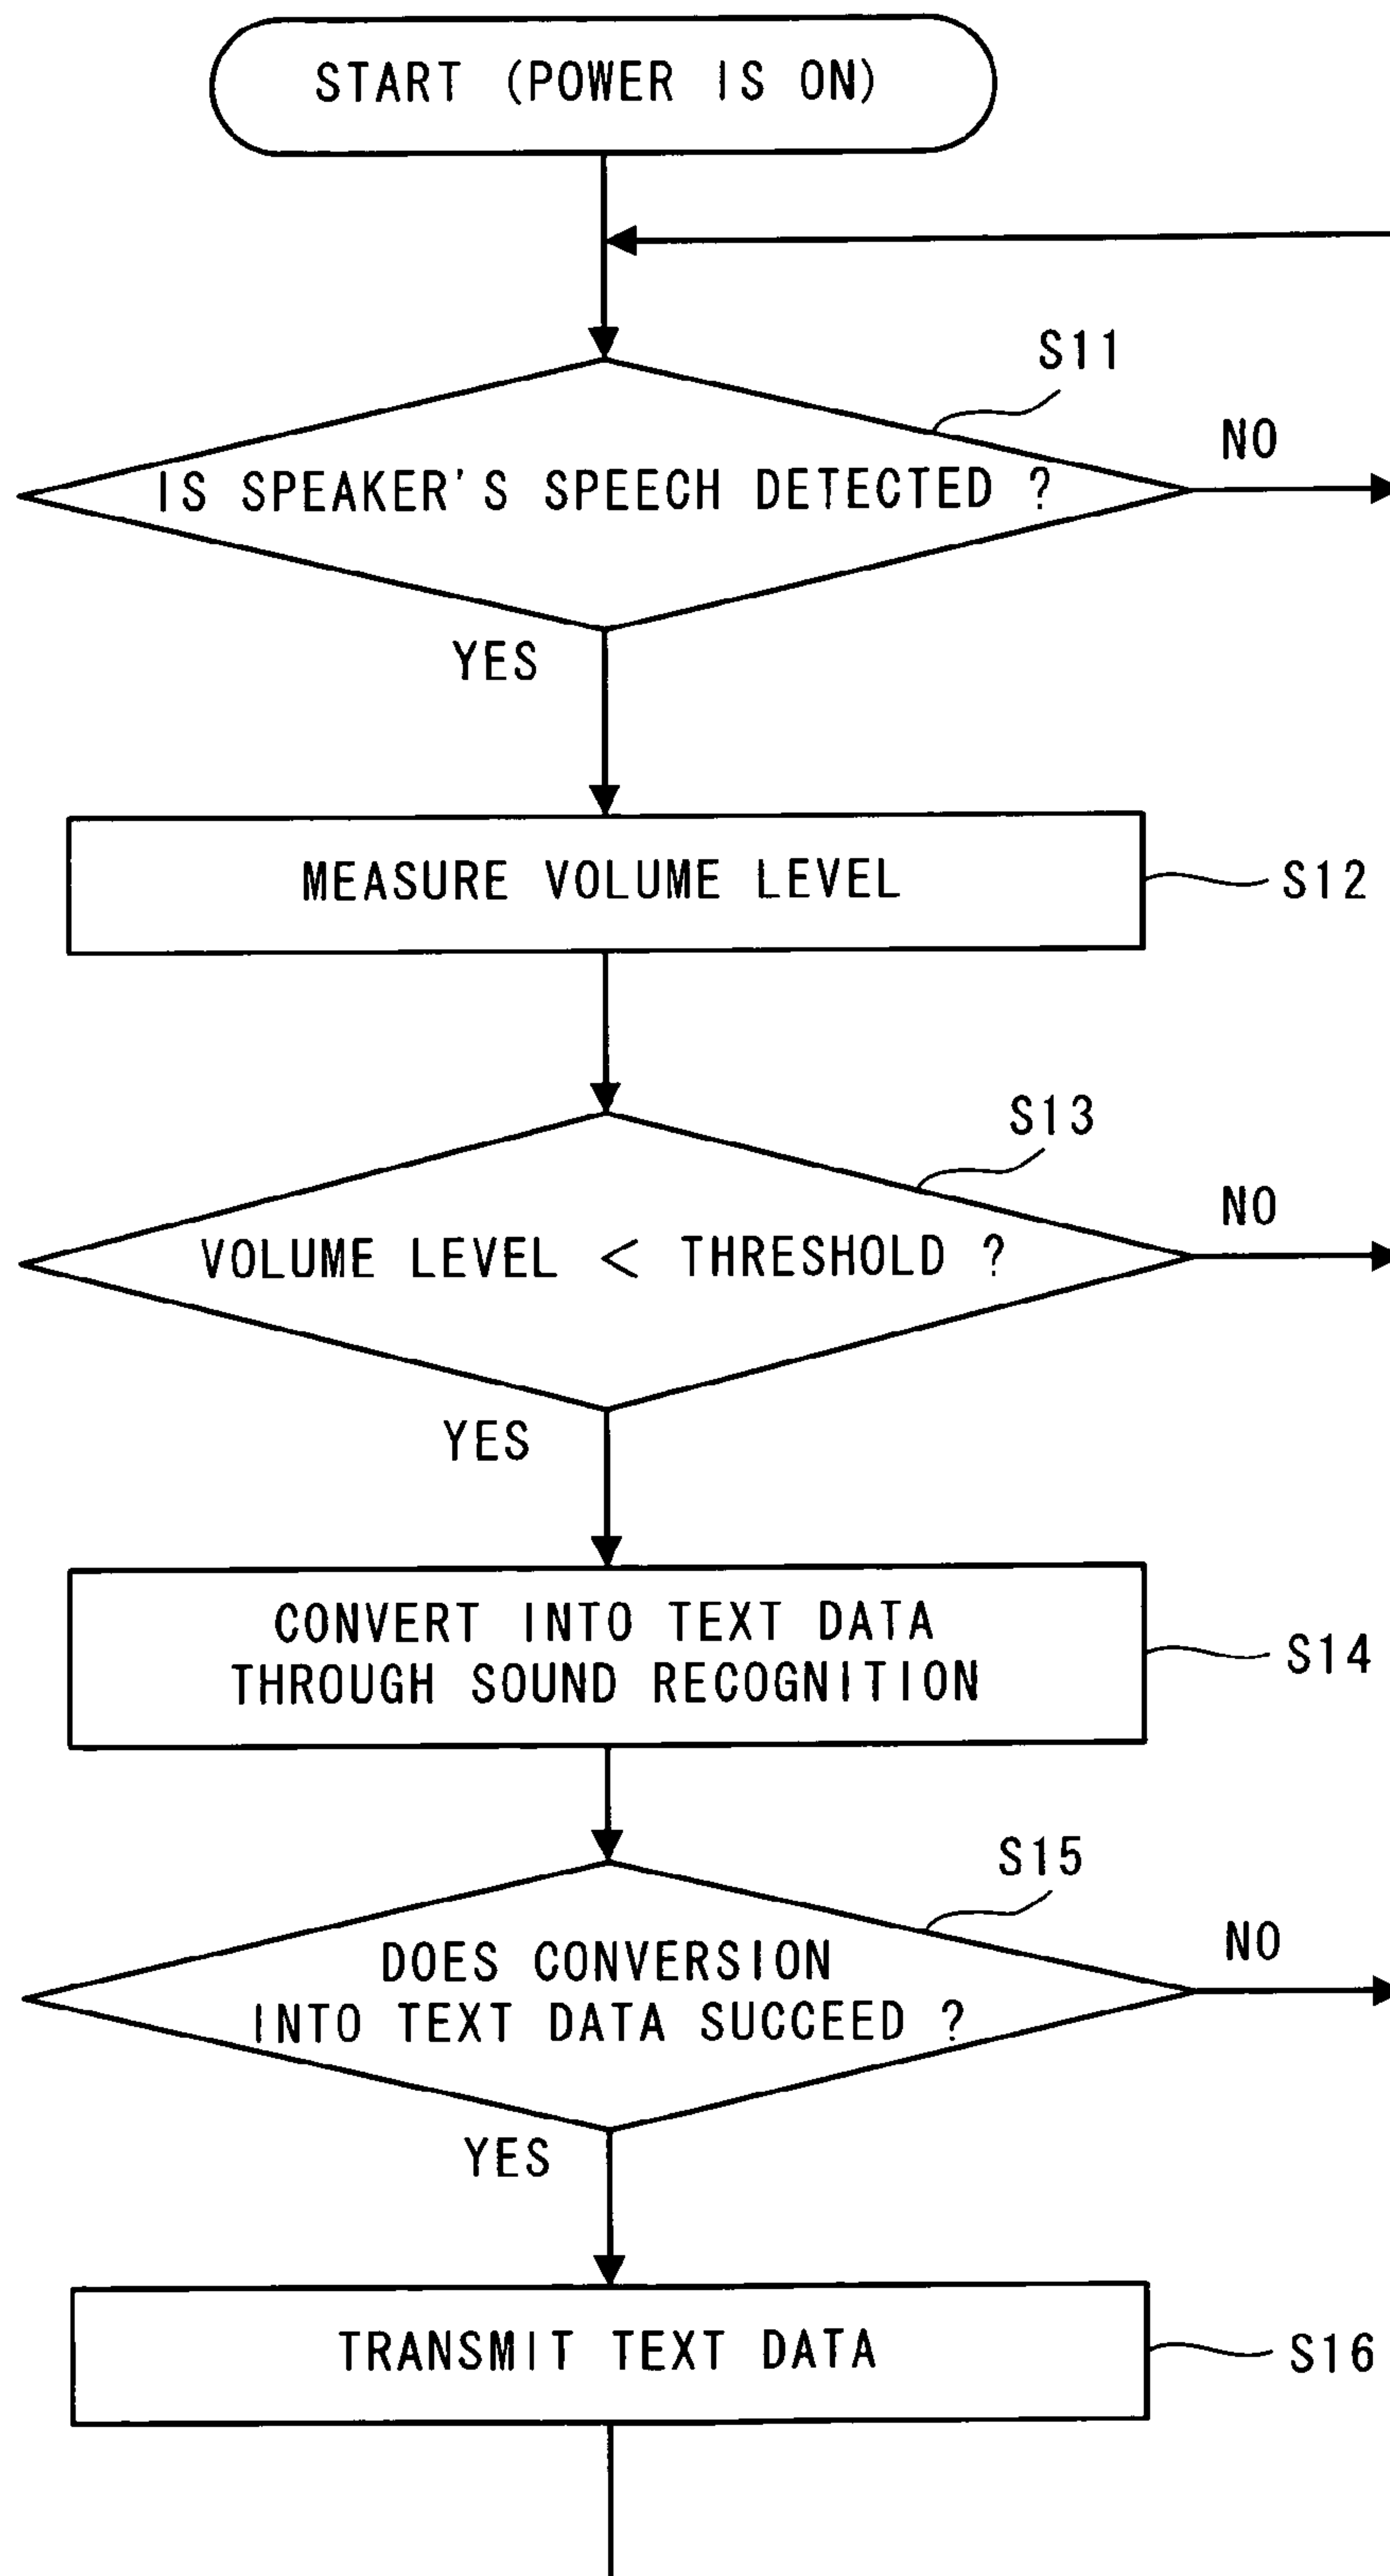 START (POWER IS ON)
S11
NO
IS SPEAKER'S SPEECH DETECTED ?
YES
MEASURE VOLUME LEVEL
S12
S13
NO
VOLUME LEVEL < THRESHOLD ?
YES
CONVERT INTO TEXT DATA
THROUGH SOUND RECOGNITION
S14
S15
NO
DOES CONVERSION
INTO TEXT DATA SUCCEED ?
YES
TRANSMIT TEXT DATA
S16